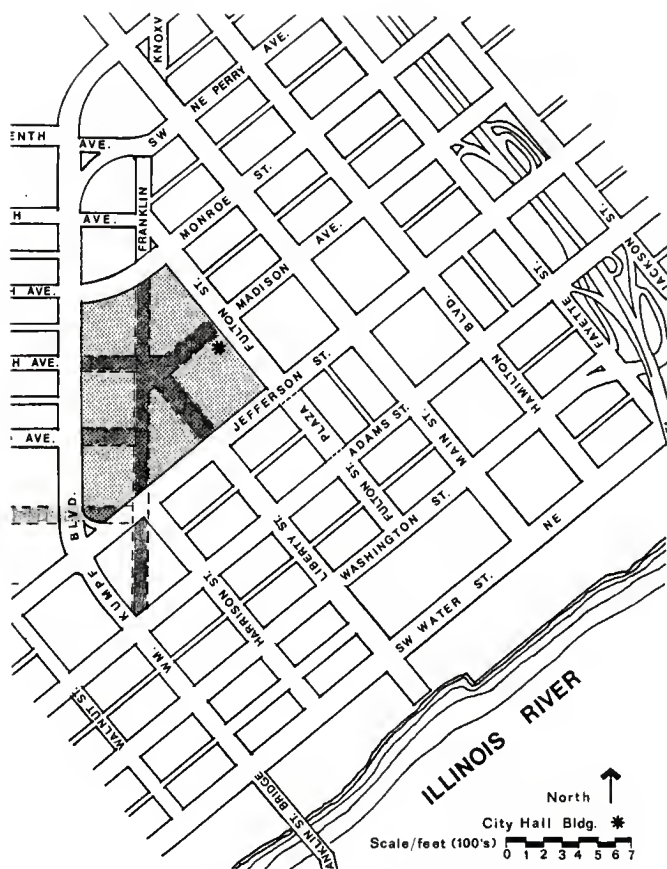 KNOXV
NE PERRY AVE.
SW
ENTH AVE.
AVE.
FRANKLIN
MONROE ST.
ST.
FULTON
MADISON AVE.
H AVE.
H AVE.
AVE.
JEFFERSON ST.
PLAZA
FULTON ST.
ADAMS ST.
MAIN ST.
BLVD.
HAMILTON
ST.
FAYETTE
ST.
JACKSON
WASHINGTON ST.
LIBERTY ST.
HARRISON ST.
BLVD.
KUMPF
WM.
WALNUT ST.
SW WATER ST.
NE
ANKLIN ST. BRIDGE
ILLINOIS RIVER
North
City Hall Bldg. *
Scale/feet (100's) 0 1 2 3 4 5 6 7